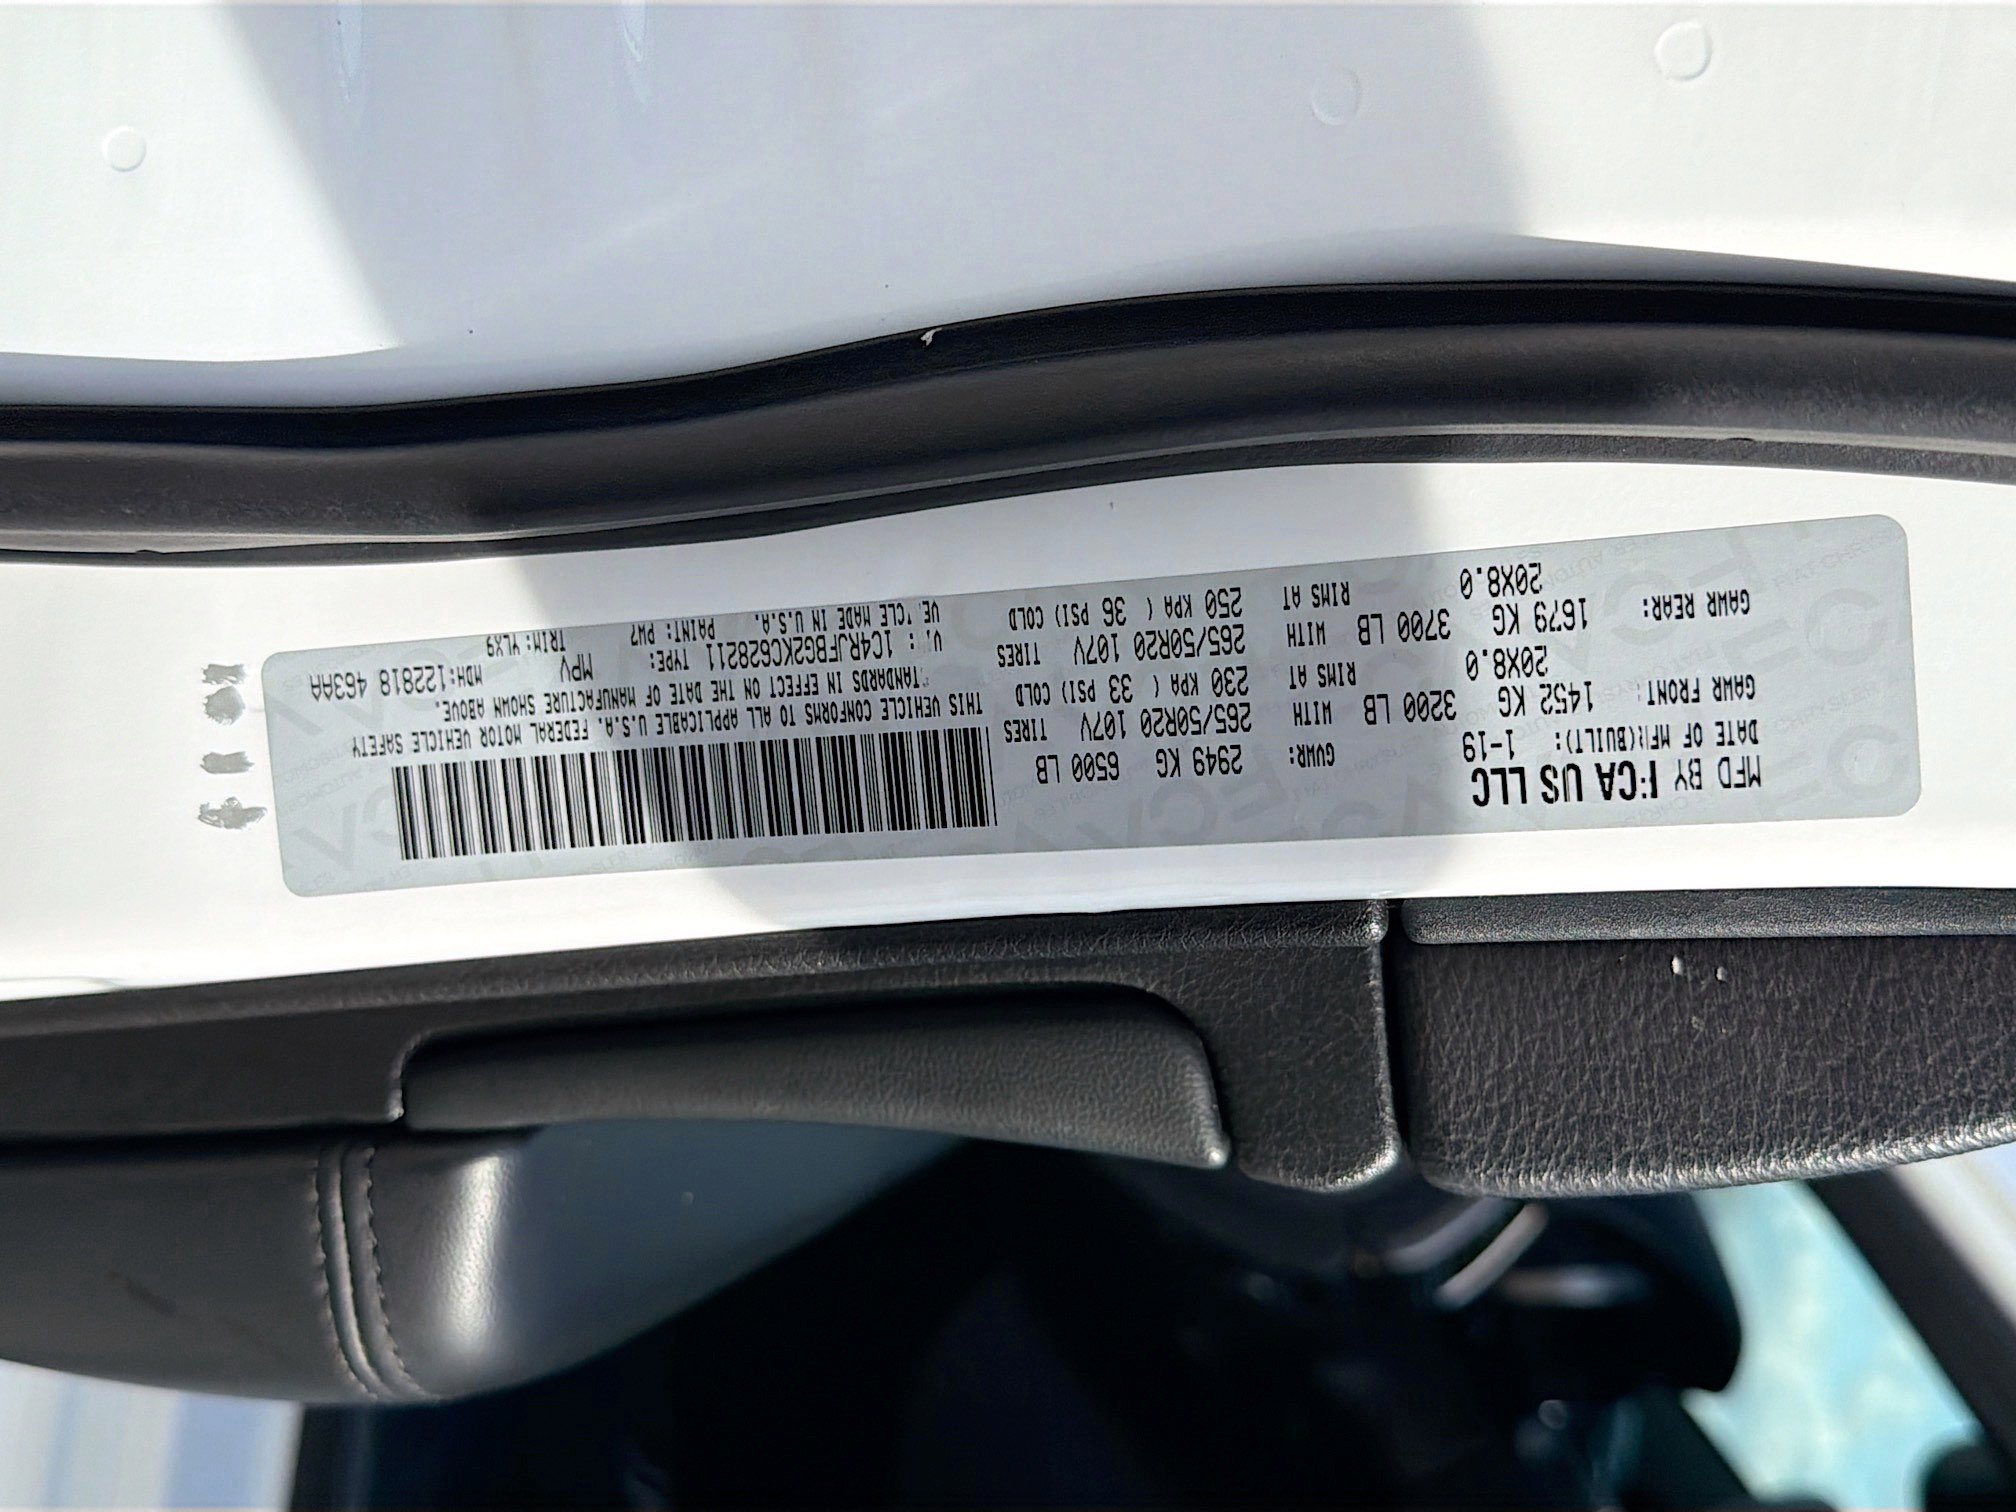 MFD BY FCA US LLC
DATE OF MFR(BUILT): 1-19 GVWR: 2949 KG 6500 LB
GAWR FRONT: 1452 KG 3200 LB WITH 265/50R20 107V TIRES
20X8.0 RIMS AT 230 KPA ( 33 PSI) COLD
GAWR REAR: 1679 KG 3700 LB WITH 265/50R20 107V TIRES
20X8.0 RIMS AT 250 KPA ( 36 PSI) COLD
THIS VEHICLE CONFORMS TO ALL APPLICABLE U.S.A. FEDERAL MOTOR VEHICLE SAFETY
STANDARDS IN EFFECT ON THE DATE OF MANUFACTURE SHOWN ABOVE.
1C4RJFBG2KC628211 TYPE: MPV MDH:122818 463AA
VEHICLE MADE IN U.S.A. PAINT: PW7 TRIM:VLX9